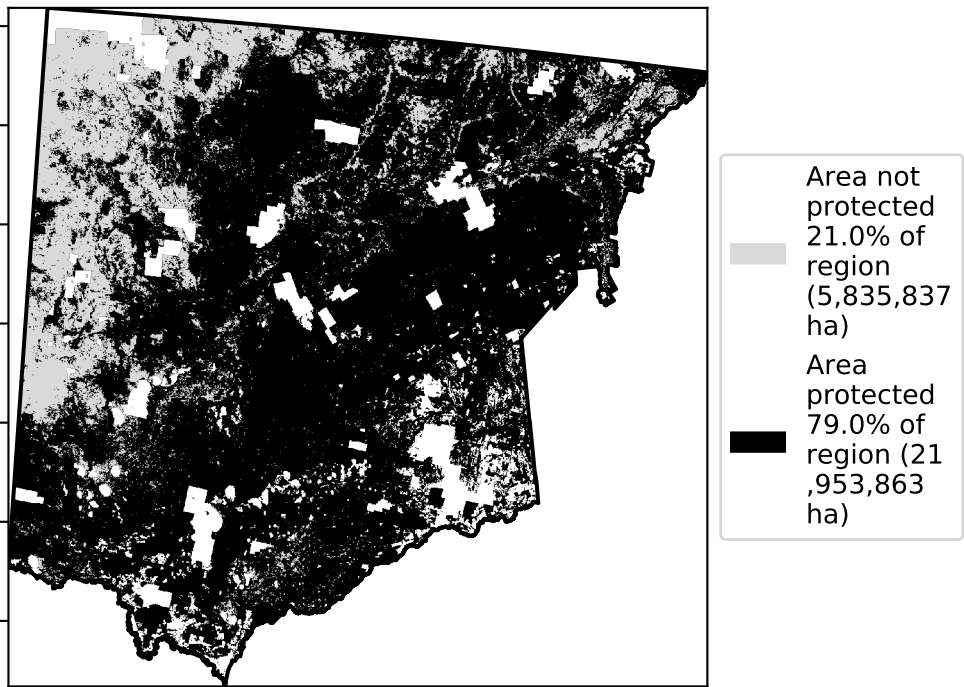 Area not
protected
21.0% of
region
(5,835,837
ha)
Area
protected
79.0% of
region (21
,953,863
ha)